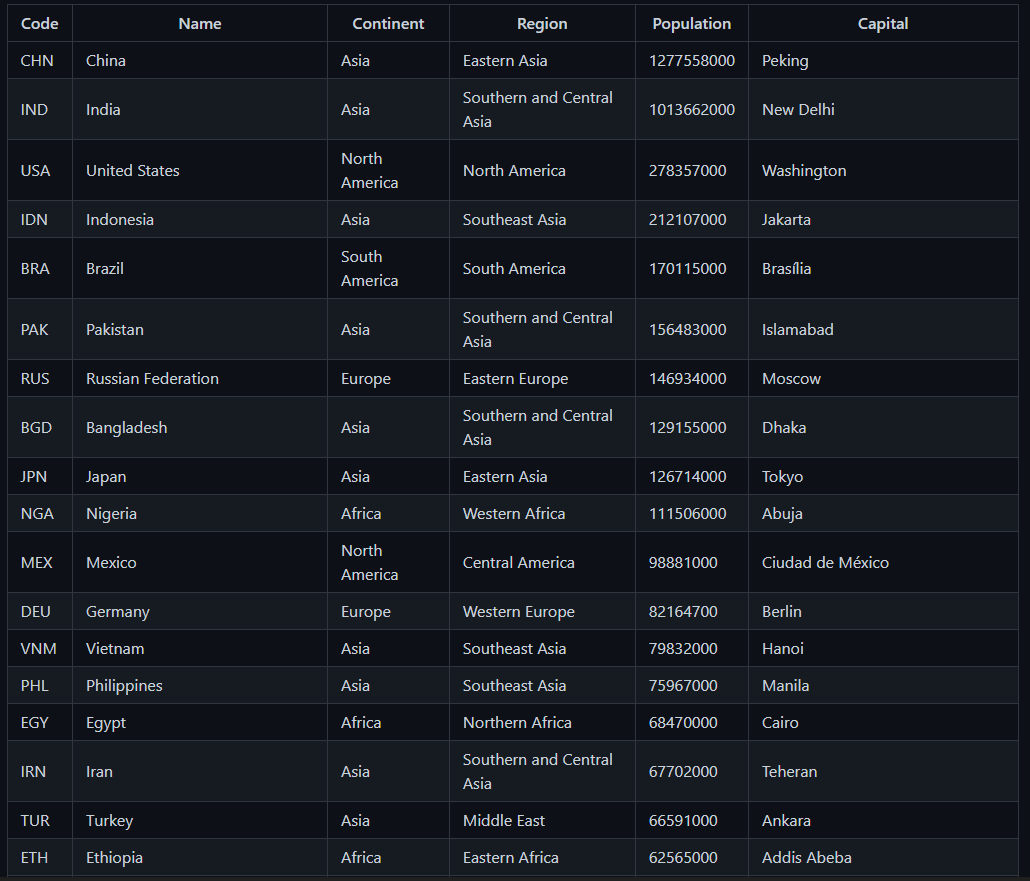 Code Name Continent Region Population Capital
CHN China Asia Eastern Asia 1277558000 Peking
IND India Asia Southern and Central Asia 1013662000 New Delhi
USA United States North America North America 278357000 Washington
IDN Indonesia Asia Southeast Asia 212107000 Jakarta
BRA Brazil South America South America 170115000 Brasília
PAK Pakistan Asia Southern and Central Asia 156483000 Islamabad
RUS Russian Federation Europe Eastern Europe 146934000 Moscow
BGD Bangladesh Asia Southern and Central Asia 129155000 Dhaka
JPN Japan Asia Eastern Asia 126714000 Tokyo
NGA Nigeria Africa Western Africa 111506000 Abuja
MEX Mexico North America Central America 98881000 Ciudad de México
DEU Germany Europe Western Europe 82164700 Berlin
VNM Vietnam Asia Southeast Asia 79832000 Hanoi
PHL Philippines Asia Southeast Asia 75967000 Manila
EGY Egypt Africa Northern Africa 68470000 Cairo
IRN Iran Asia Southern and Central Asia 67702000 Teheran
TUR Turkey Asia Middle East 66591000 Ankara
ETH Ethiopia Africa Eastern Africa 62565000 Addis Abeba